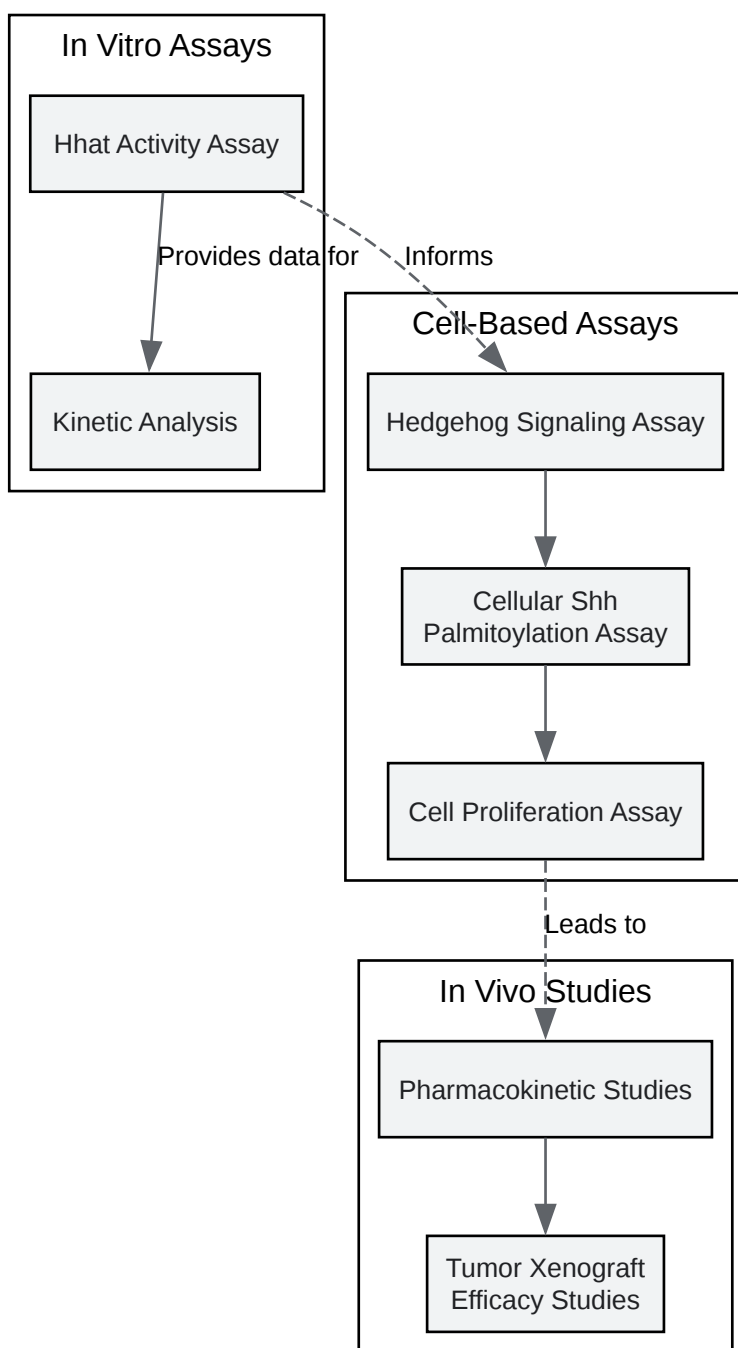 In Vitro Assays
Hhat Activity Assay
Provides data for
Informs
Kinetic Analysis
Cell-Based Assays
Hedgehog Signaling Assay
Cellular Shh
Palmitoylation Assay
Cell Proliferation Assay
Leads to
In Vivo Studies
Pharmacokinetic Studies
Tumor Xenograft
Efficacy Studies